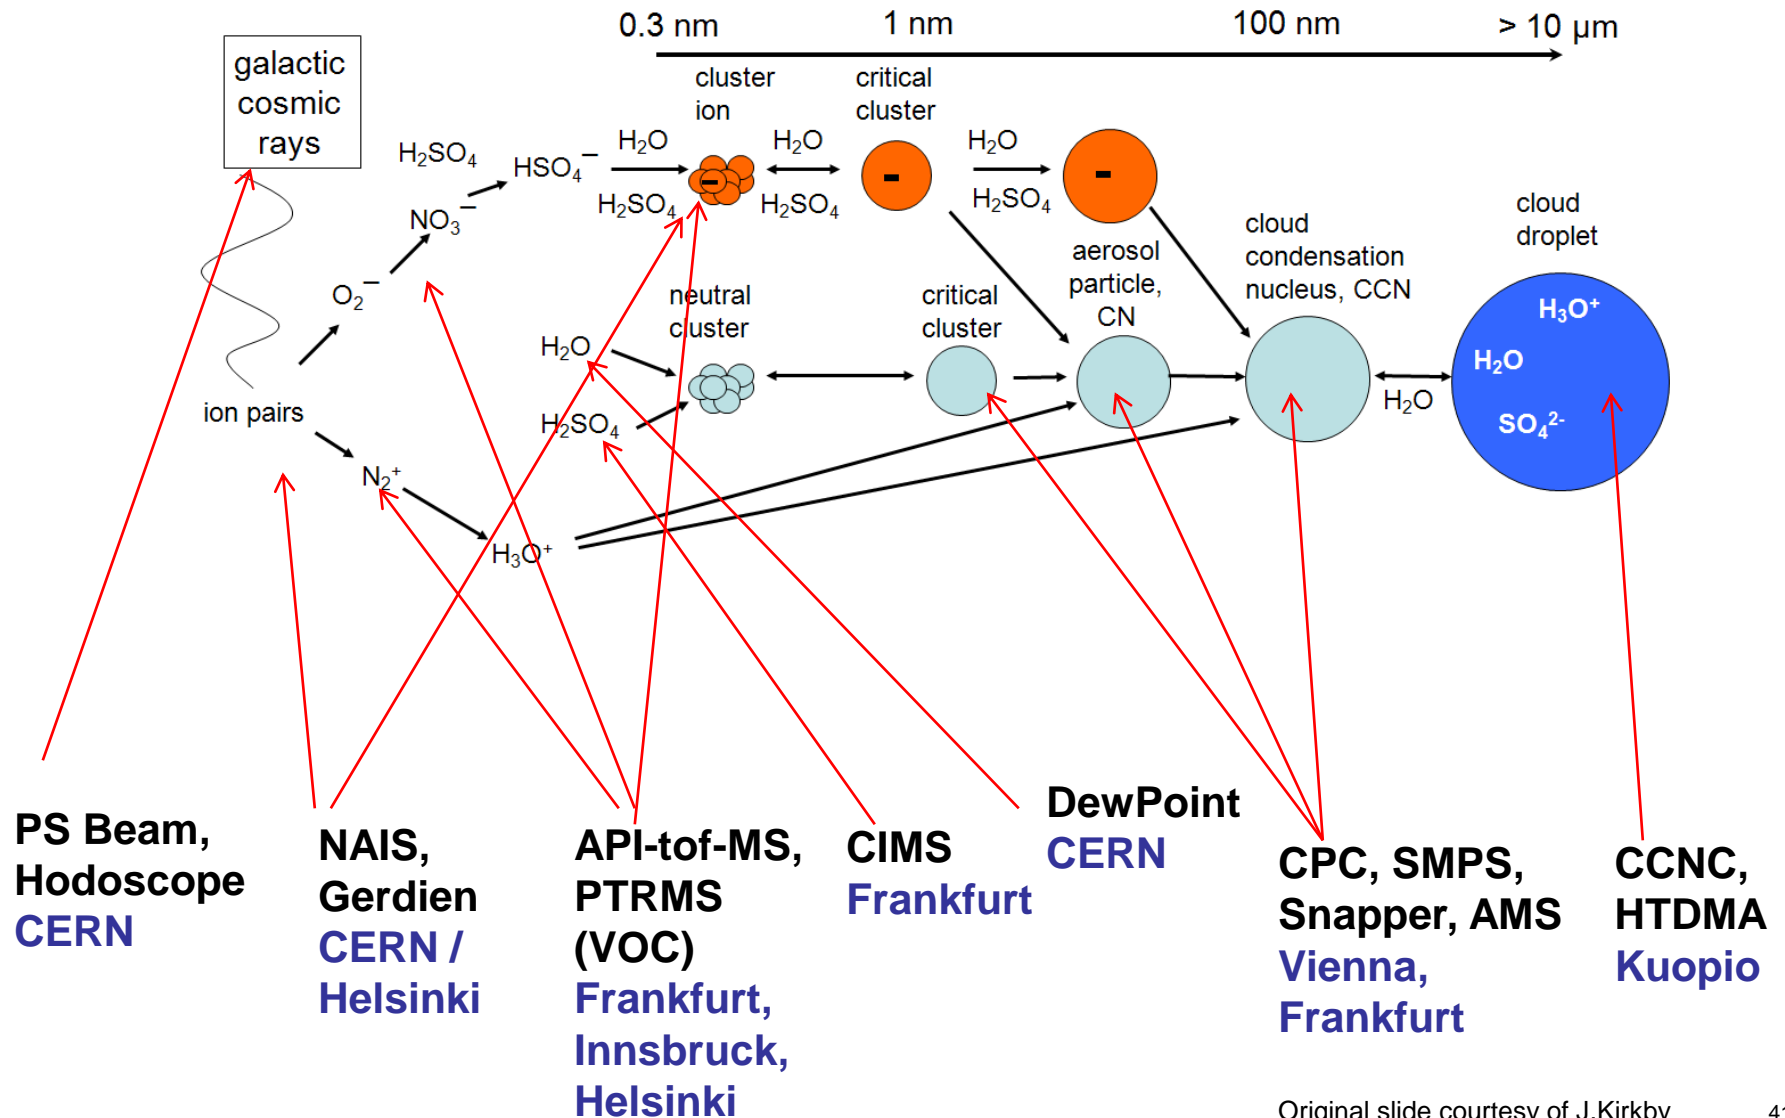 0.3 nm 1 nm 100 nm > 10 µm
galactic
cosmic
rays
cluster
ion
critical
cluster
H₂SO₄
HSO₄⁻
H₂O
H₂SO₄
-
H₂O
H₂SO₄
-
H₂O
H₂SO₄
-
NO₃⁻
O₂⁻
ion pairs
N₂⁺
H₃O⁺
neutral
cluster
H₂O
H₂SO₄
critical
cluster
aerosol
particle,
CN
cloud
condensation
nucleus, CCN
H₂O
cloud
droplet
H₃O⁺
H₂O
SO₄²⁻
PS Beam,
Hodoscope
CERN
NAIS,
Gerdien
CERN /
Helsinki
API-tof-MS,
PTRMS
(VOC)
Frankfurt,
Innsbruck,
Helsinki
CIMS
Frankfurt
DewPoint
CERN
CPC, SMPS,
Snapper, AMS
Vienna,
Frankfurt
CCNC,
HTDMA
Kuopio
Original slide courtesy of J.Kirkby